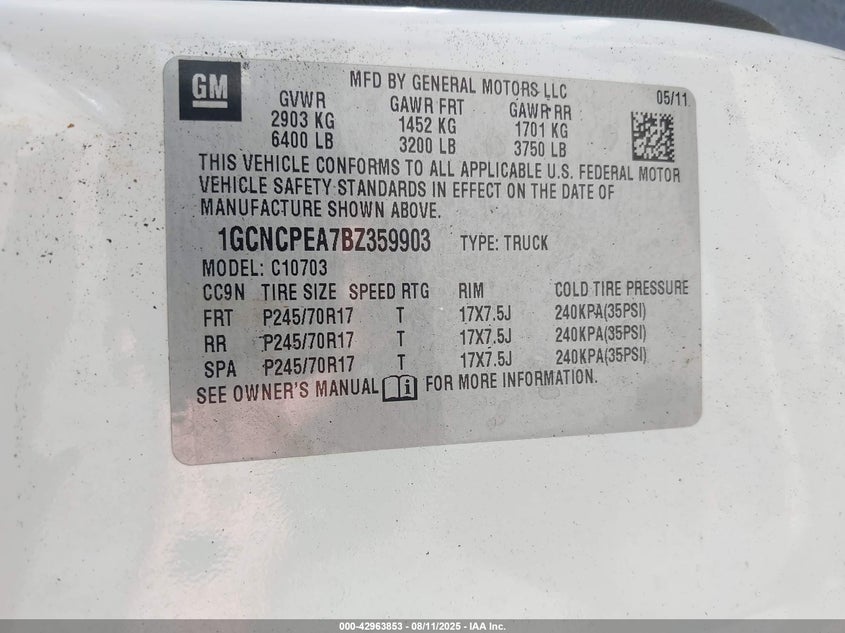 GM
MFD BY GENERAL MOTORS LLC
05/11
GVWR GAWR FRT GAWR RR
2903 KG 1452 KG 1701 KG
6400 LB 3200 LB 3750 LB
THIS VEHICLE CONFORMS TO ALL APPLICABLE U.S. FEDERAL MOTOR
VEHICLE SAFETY STANDARDS IN EFFECT ON THE DATE OF
MANUFACTURE SHOWN ABOVE.
1GCNCPEA7BZ359903 TYPE: TRUCK
MODEL: C10703
CC9N TIRE SIZE SPEED RTG RIM COLD TIRE PRESSURE
FRT P245/70R17 T 17X7.5J 240KPA(35PSI)
RR P245/70R17 T 17X7.5J 240KPA(35PSI)
SPA P245/70R17 T 17X7.5J 240KPA(35PSI)
SEE OWNER'S MANUAL i FOR MORE INFORMATION.
000-42963853 - 08/11/2025 - IAA Inc.